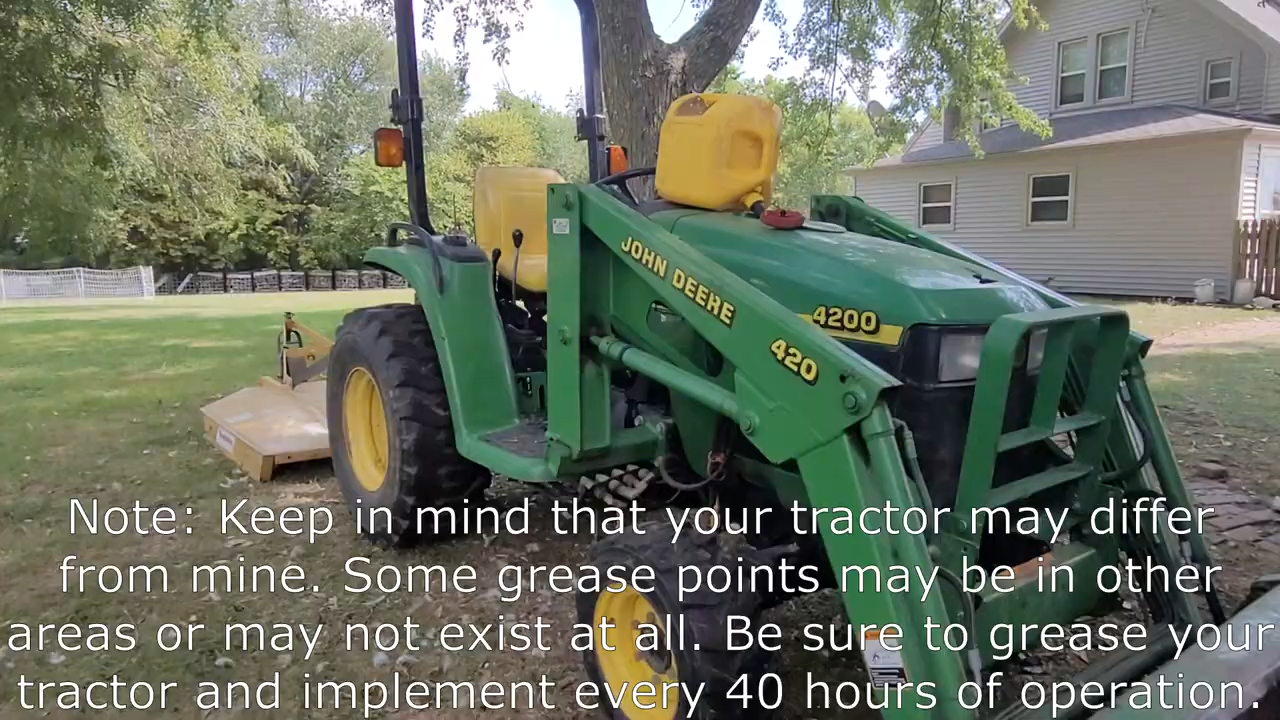 JOHN DEERE
4200
420
Note: Keep in mind that your tractor may differ
from mine. Some grease points may be in other
areas or may not exist at all. Be sure to grease your
tractor and implement every 40 hours of operation.